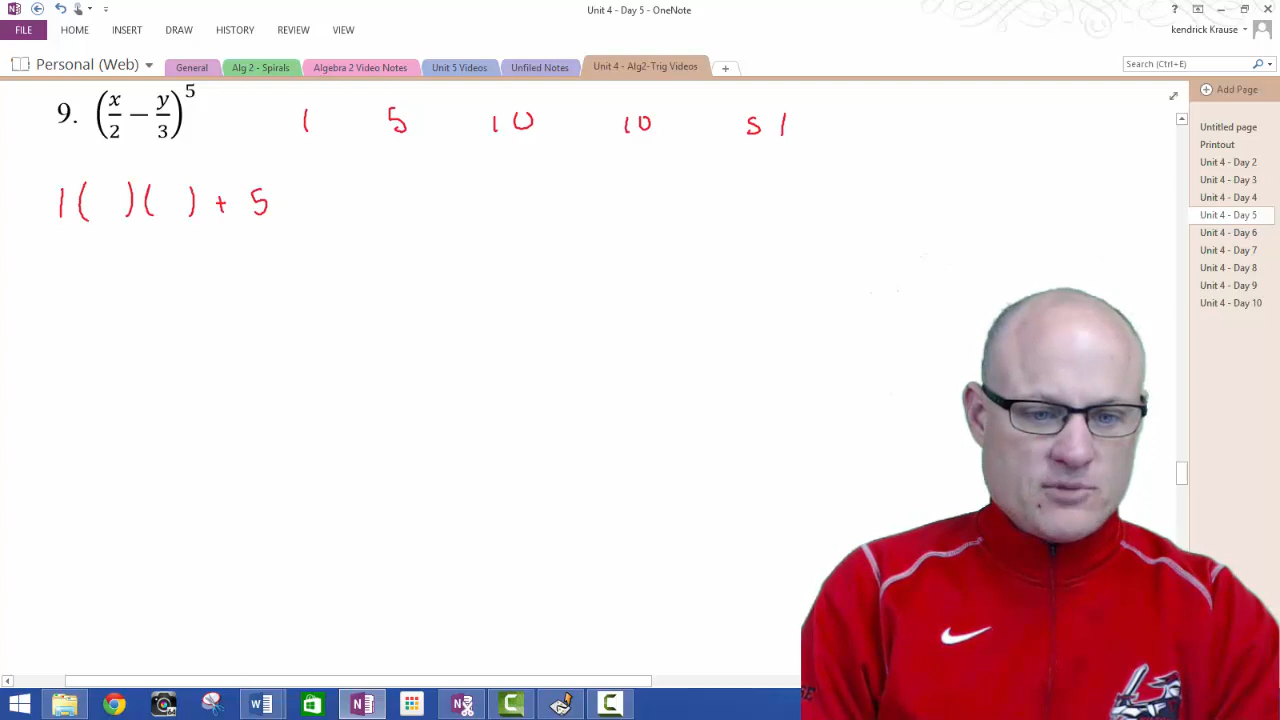 Unit 4 - Day 5 - OneNote
FILE HOME INSERT DRAW HISTORY REVIEW VIEW
kendrick Krause
Personal (Web) General Alg 2 - Spirals Algebra 2 Video Notes Unit 5 Videos Unfiled Notes Unit 4 - Alg2-Trig Videos
Search (Ctrl+E)
Add Page
Untitled page
Printout
Unit 4 - Day 2
Unit 4 - Day 3
Unit 4 - Day 4
Unit 4 - Day 5
Unit 4 - Day 6
Unit 4 - Day 7
Unit 4 - Day 8
Unit 4 - Day 9
Unit 4 - Day 10
9. (x/2 − y/3)^5 1 5 10 10 5 1
1( )( ) + 5